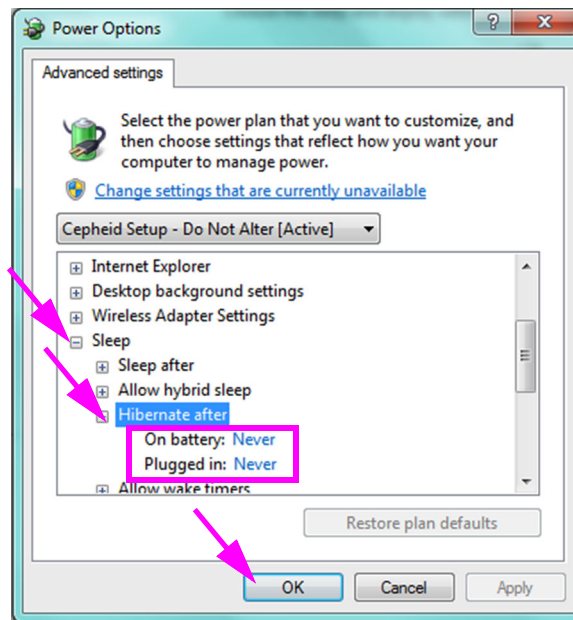 Power Options
Advanced settings
Select the power plan that you want to customize, and
then choose settings that reflect how you want your
computer to manage power.
Change settings that are currently unavailable
Cepheid Setup - Do Not Alter [Active]
Internet Explorer
Desktop background settings
Wireless Adapter Settings
Sleep
Sleep after
Allow hybrid sleep
Hibernate after
On battery: Never
Plugged in: Never
Allow wake timers
Restore plan defaults
OK Cancel Apply